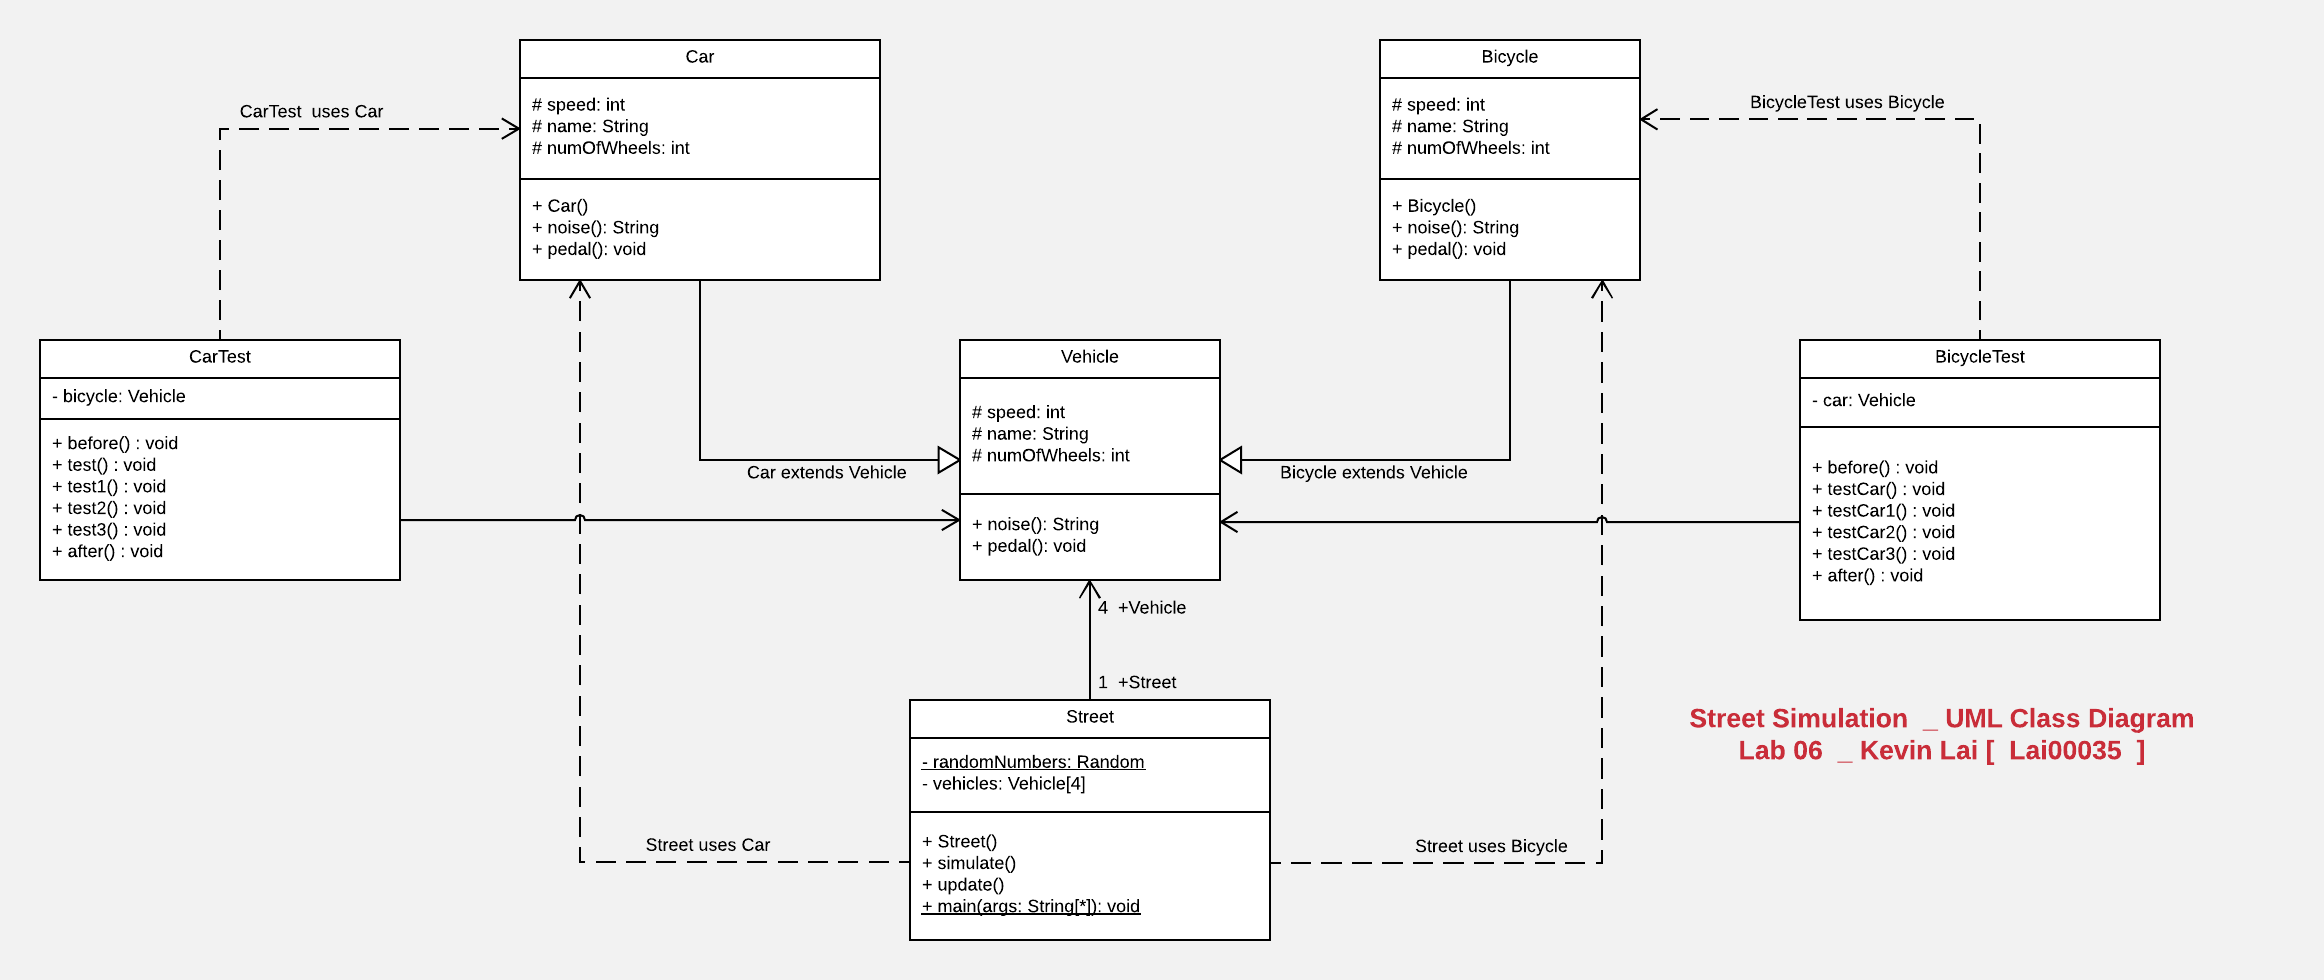 Car
# speed: int
# name: String
# numOfWheels: int
+ Car()
+ noise(): String
+ pedal(): void
Bicycle
# speed: int
# name: String
# numOfWheels: int
+ Bicycle()
+ noise(): String
+ pedal(): void
CarTest  uses Car
BicycleTest uses Bicycle
CarTest
- bicycle: Vehicle
+ before() : void
+ test() : void
+ test1() : void
+ test2() : void
+ test3() : void
+ after() : void
Car extends Vehicle
Vehicle
# speed: int
# name: String
# numOfWheels: int
+ noise(): String
+ pedal(): void
Bicycle extends Vehicle
BicycleTest
- car: Vehicle
+ before() : void
+ testCar() : void
+ testCar1() : void
+ testCar2() : void
+ testCar3() : void
+ after() : void
4  +Vehicle
1  +Street
Street
- randomNumbers: Random
- vehicles: Vehicle[4]
+ Street()
+ simulate()
+ update()
+ main(args: String[*]): void
Street uses Car
Street uses Bicycle
Street Simulation  _ UML Class Diagram
Lab 06  _ Kevin Lai [  Lai00035  ]